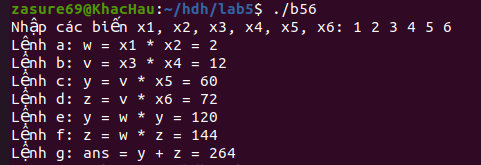 zasure69@KhacHau:~/hdh/lab5$ ./b56
Nhập các biến x1, x2, x3, x4, x5, x6: 1 2 3 4 5 6
Lệnh a: w = x1 * x2 = 2
Lệnh b: v = x3 * x4 = 12
Lệnh c: y = v * x5 = 60
Lệnh d: z = v * x6 = 72
Lệnh e: y = w * y = 120
Lệnh f: z = w * z = 144
Lệnh g: ans = y + z = 264